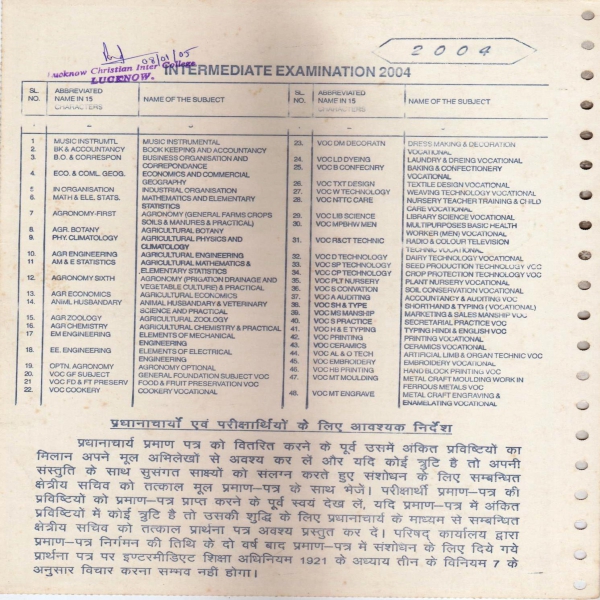 2004
08/01/05
Lucknow Christian Inter College
LUCKNOW.
INTERMEDIATE EXAMINATION 2004
SL. NO. ABBREVIATED NAME IN 15 CHARACTERS NAME OF THE SUBJECT
1 MUSIC INSTRUMTL MUSIC INSTRUMENTAL
2. BK & ACCOUNTANCY BOOK KEEPING AND ACCOUNTANCY
3. B.O. & CORRESPON BUSINESS ORGANISATION AND CORREPONDANCE
4. ECO. & COML. GEOG. ECONOMICS AND COMMERCIAL GEOGRAPHY
5 IN ORGANISATION INDUSTRIAL ORGANISATION
6. MATH & ELE. STATS. MATHEMATICS AND ELEMENTARY STATISTICS
7 AGRONOMY-FIRST AGRONOMY (GENERAL FARMS CROPS SOILS & MANURES & PRACTICAL)
8. AGR. BOTANY AGRICULTURAL BOTANY
9. PHY. CLIMATOLOGY AGRICULTURAL PHYSICS AND CLIMATOLOGY
10. AGR ENGINEERING AGRICULTURAL ENGINEERING
11 AM & E STATISTICS AGRICULTURAL MATHEMATICS & ELEMENTARY STATISTICS
12. AGRONOMY SIXTH AGRONOMY (PRIGATION DRAINAGE AND VEGETABLE CULTURE) & PRACTICAL
13. AGR ECONOMICS AGRICULTURAL ECONOMICS
14. ANIML HUSBANDARY ANIMAL HUSBANDARY & VETERINARY SCIENCE AND PRACTICAL
15. AGR ZOOLOGY AGRICULTURAL ZOOLOGY
16. AGR CHEMISTRY AGRICULTURAL CHEMISTRY & PRACTICAL
17 EM ENGINEERING ELEMENTS OF MECHANICAL ENGINEERING
18. EE. ENGINEERING ELEMENTS OF ELECTRICAL ENGINEERING
19. OPTN. AGRONOMY AGRONOMY OPTIONAL
20. VOC GF SUBJECT GENERAL FOUNDATION SUBJECT VOC
21 VOC FD & FT PRESERV FOOD & FRUIT PRESERVATION VOC
22. VOC COOKERY COOKERY VOCATIONAL
SL. NO. ABBREVIATED NAME IN 15 CHARACTERS NAME OF THE SUBJECT
23. VOC DM DECORATN DRESS MAKING & DECORATION VOCATIONAL
24. VOC LD DYEING LAUNDRY & DREING VOCATIONAL
25. VOC B CONFECNRY BAKING & CONFECTIONERY VOCATIONAL
26. VOC TXT DESIGN TEXTILE DESIGN VOCATIONAL
27. VOC W TECHNOLOGY WEAVING TECHNOLOGY VOCATIONAL
28. VOC NTTC CARE NURSERY TEACHER TRAINING & CHILD CARE VOCATIONAL
29. VOC LIB SCIENCE LIBRARY SCIENCE VOCATIONAL
30. VOC MPBHW MEN MULTIPURPOSES BASIC HEALTH WORKER (MEN) VOCATIONAL
31. VOC R&CT TECHNIC RADIO & COLOUR TELEVISION TECHNIC VOCATIONAL
32. VOC D TECHNOLOGY DAIRY TECHNOLOGY VOCATIONAL
33. VOC SP TECHNOLOGY SEED PRODUCTION TECHNOLOGY VOC
34. VOC CP TECHNOLOGY CROP PROTECTION TECHNOLOGY VOC
35. VOC PLT NURSERY PLANT NURSERY VOCATIONAL
36. VOC S CONVATION SOIL CONSERVATION VOCATIONAL
37. VOC A AUDITING ACCOUNTANCY & AUDITING VOC
38. VOC SH & TYPE SHORTHAND & TYPING (VOCATIONAL)
39. VOC MS MANSHIP MARKETING & SALES MANSHIP VOC
40. VOC S PRACTICE SECRETARIAL PRACTICE VOC
41. VOC H & E TYPING TYPING HINDI & ENGLISH VOC
42. VOC PRINTING PRINTING VOCATIONAL
43. VOC CERAMICS CERAMICS VOCATIONAL
44. VOC AL & O TECH ARTIFICIAL LIMB & ORGAN TECHNIC VOC
45. VOC EMBROIDERY EMBROIDERY VOCATIONAL
46. VOC HB PRINTING HAND BLOCK PRINTING VOC
47. VOC MT MOULDING METAL CRAFT MOULDING WORK IN FERROUS METALS VOC
48. VOC MT ENGRAVE METAL CRAFT ENGRAVING & ENAMELATING VOCATIONAL
प्रधानाचार्यों एवं परीक्षार्थियों के लिए आवश्यक निर्देश
प्रधानाचार्य प्रमाण पत्र को वितरित करने के पूर्व उसमें अंकित प्रविष्टियों का
मिलान अपने मूल अभिलेखों से अवश्य कर लें और यदि कोई त्रुटि है तो अपनी
संस्तुति के साथ सुसंगत साक्ष्यों को संलग्न करते हुए संशोधन के लिए सम्बन्धित
क्षेत्रीय सचिव को तत्काल मूल प्रमाण-पत्र के साथ भेजें। परीक्षार्थी प्रमाण-पत्र की
प्रविष्टियों को प्रमाण-पत्र प्राप्त करने के पूर्व स्वयं देख लें, यदि प्रमाण-पत्र में अंकित
प्रविष्टियों में कोई त्रुटि है तो उसकी शुद्धि के लिए प्रधानाचार्य के माध्यम से सम्बन्धित
क्षेत्रीय सचिव को तत्काल प्रार्थना पत्र अवश्य प्रस्तुत कर दें। परिषद् कार्यालय द्वारा
प्रमाण-पत्र निर्गमन की तिथि के दो वर्ष बाद प्रमाण-पत्र में संशोधन के लिए दिये गये
प्रार्थना पत्र पर इण्टरमीडिएट शिक्षा अधिनियम 1921 के अध्याय तीन के विनियम 7 के
अनुसार विचार करना सम्भव नहीं होगा।